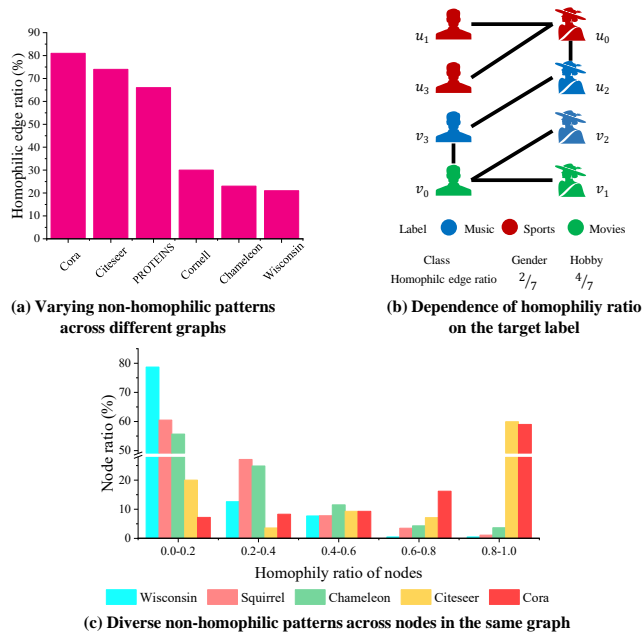 (a)
90
80
70
60
50
40
30
20
10
0
Homophilic edge ratio (%)
Cora
Citeseer
PROTEINS
Cornell
Chameleon
Wisconsin
(a) Varying non-homophilic patterns
across different graphs
u1 u0
u3 u2
v3 v2
v0 v1
Label Music Sports Movies
Class Gender Hobby
Homophilc edge ratio 2/7 4/7
(b) Dependence of homophiliy ratio
on the target label
80
70
60
50
20
10
0
Node ratio (%)
0.0-0.2 0.2-0.4 0.4-0.6 0.6-0.8 0.8-1.0
Homophily ratio of nodes
Wisconsin Squirrel Chameleon Citeseer Cora
(c) Diverse non-homophilic patterns across nodes in the same graph